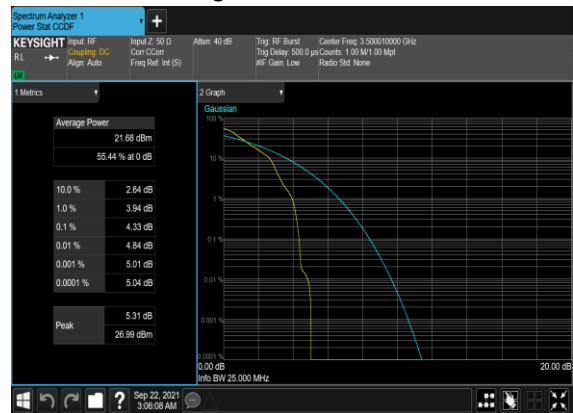 Spectrum Analyzer 1
Power Stat CCDF
KEYSIGHT
RL
LW
Input: RF
Coupling: DC
Align: Auto
Input Z: 50 Ω
Corr CCorr
Freq Ref: Int (S)
Atten: 40 dB
Trig: RF Burst
Trig Delay: 500.0 µs
#IF Gain: Low
Center Freq: 3.500010000 GHz
Counts: 1.00 M/1.00 Mpt
Radio Std: None
1 Metrics
Average Power
21.68 dBm
55.44 % at 0 dB
10.0 % 2.64 dB
1.0 % 3.94 dB
0.1 % 4.33 dB
0.01 % 4.84 dB
0.001 % 5.01 dB
0.0001 % 5.04 dB
Peak
5.31 dB
26.99 dBm
2 Graph
Gaussian
100 %
10 %
1 %
0.1 %
0.01 %
0.001 %
0.0001 %
0.00 dB
20.00 dB
Info BW 25.000 MHz
?
Sep 22, 2021
3:06:08 AM